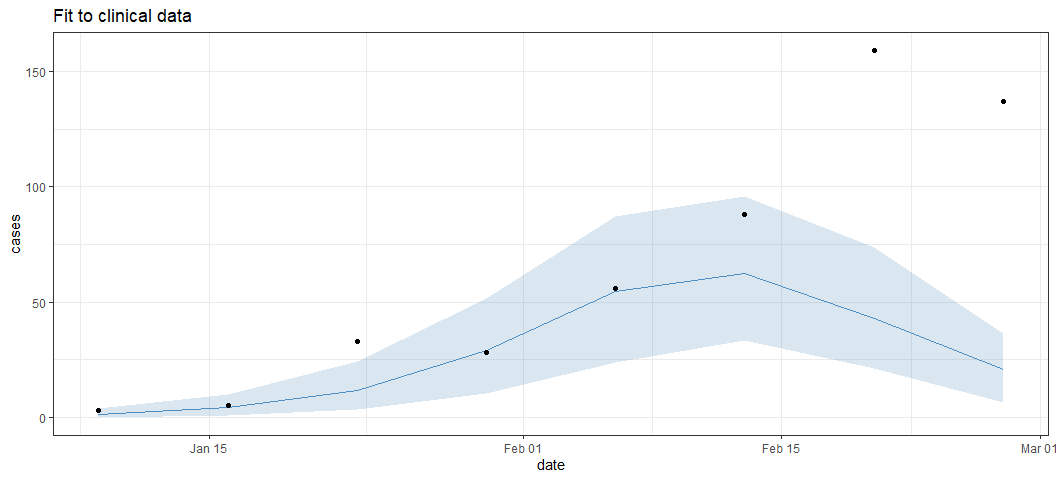 Fit to clinical data
150
100
50
0
cases
Jan 15
Feb 01
Feb 15
Mar 01
date